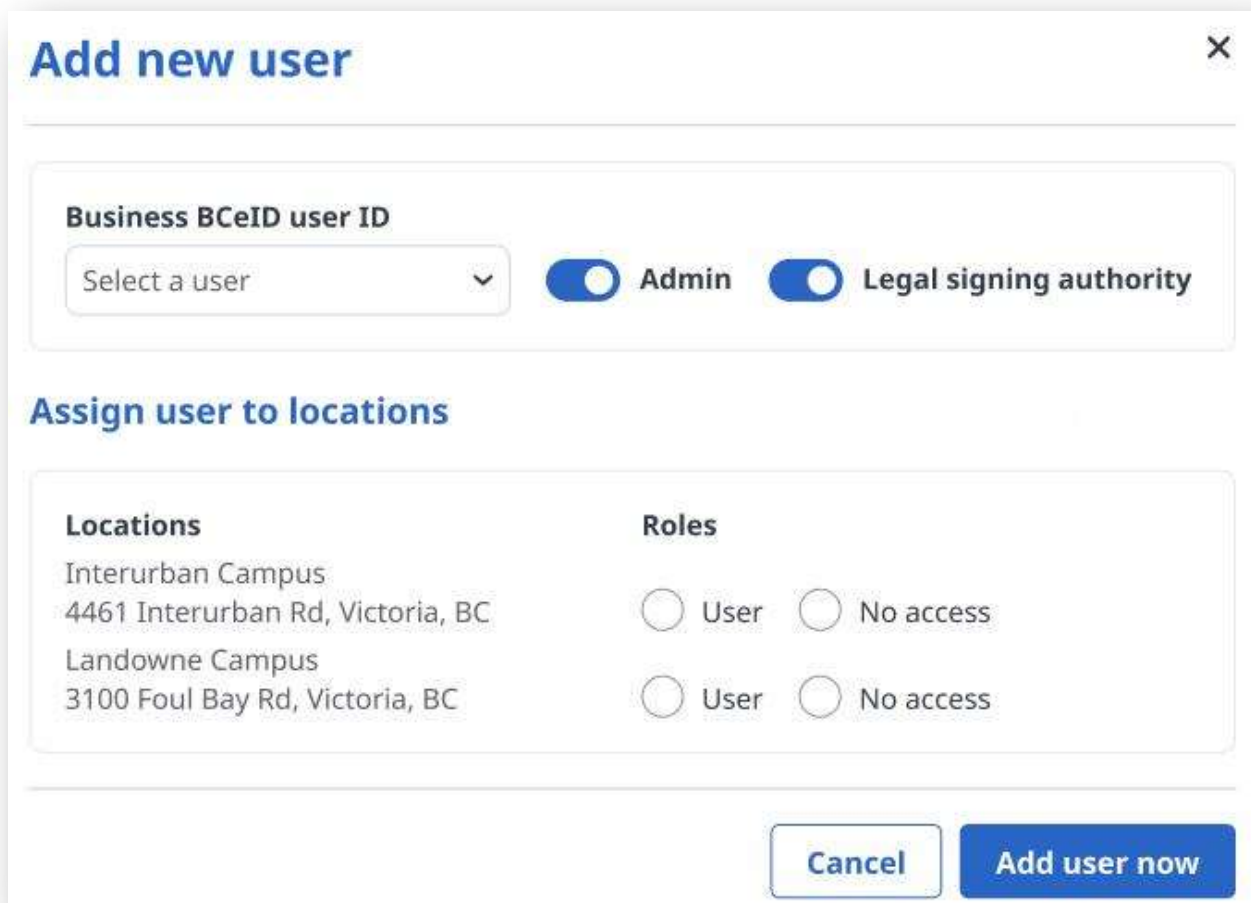 Add new user
Business BCeID user ID
Select a user
Admin
Legal signing authority
Assign user to locations
Locations
Roles
Interurban Campus
4461 Interurban Rd, Victoria, BC
User
No access
Landowne Campus
3100 Foul Bay Rd, Victoria, BC
User
No access
Cancel
Add user now